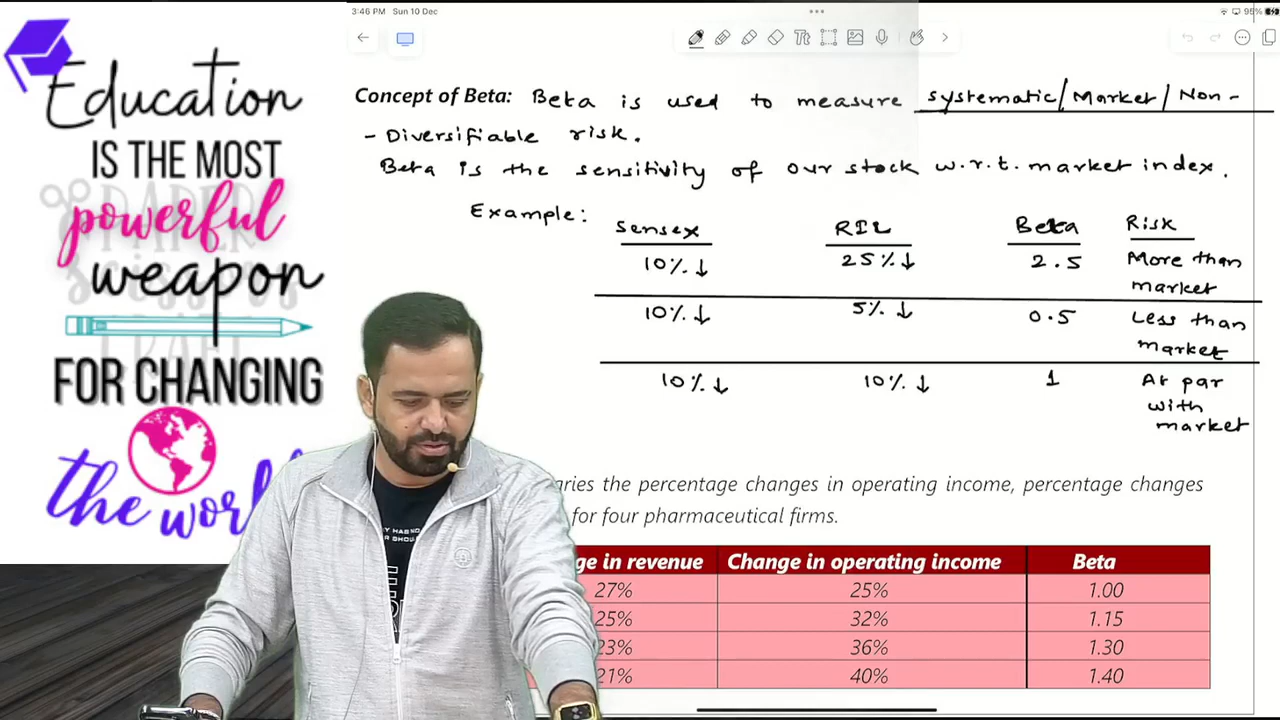 3:46 PM Sun 10 Dec
95%
Education
IS THE MOST
powerful
weapon
FOR CHANGING
the world
Concept of Beta: Beta is used to measure systematic/Market/Non-
- Diversifiable risk.
Beta is the sensitivity of our stock w.r.t. market index.
Example:
Sensex RIL Beta Risk
10% ↓ 25% ↓ 2.5 More than
market
10% ↓ 5% ↓ 0.5 Less than
market
10% ↓ 10% ↓ 1 At par
with
market
the percentage changes in operating income, percentage changes
for four pharmaceutical firms.
in revenue Change in operating income Beta
27% 25% 1.00
25% 32% 1.15
23% 36% 1.30
21% 40% 1.40